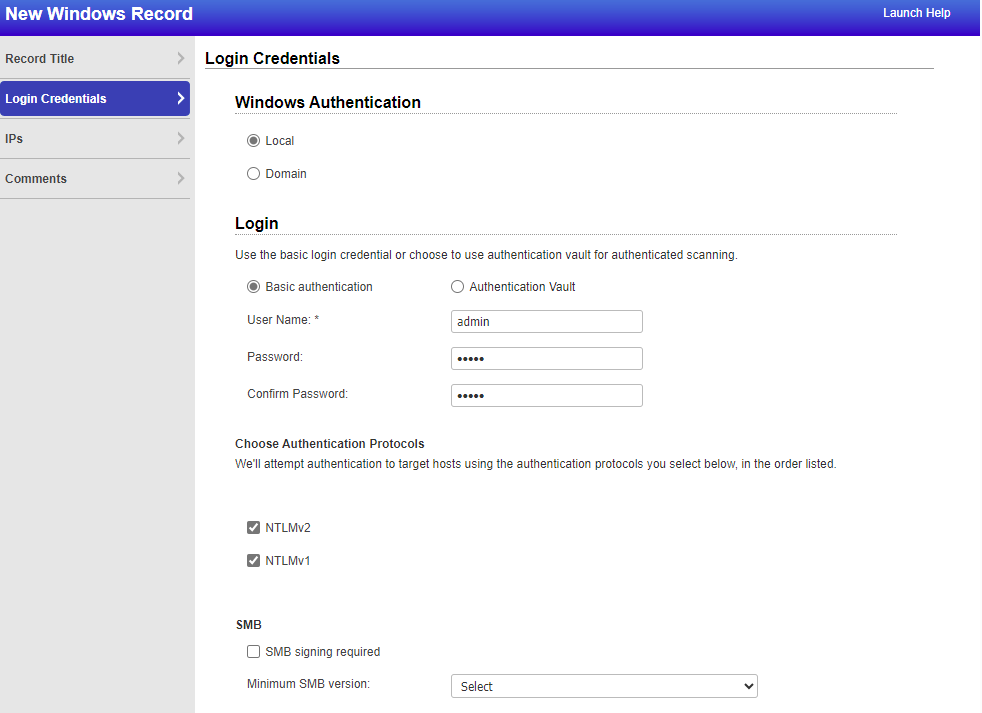 New Windows Record
Launch Help
Record Title
Login Credentials
IPs
Comments
Login Credentials
Windows Authentication
Local
Domain
Login
Use the basic login credential or choose to use authentication vault for authenticated scanning.
Basic authentication
Authentication Vault
User Name: *
admin
Password:
•••••
Confirm Password:
•••••
Choose Authentication Protocols
We'll attempt authentication to target hosts using the authentication protocols you select below, in the order listed.
NTLMv2
NTLMv1
SMB
SMB signing required
Minimum SMB version:
Select